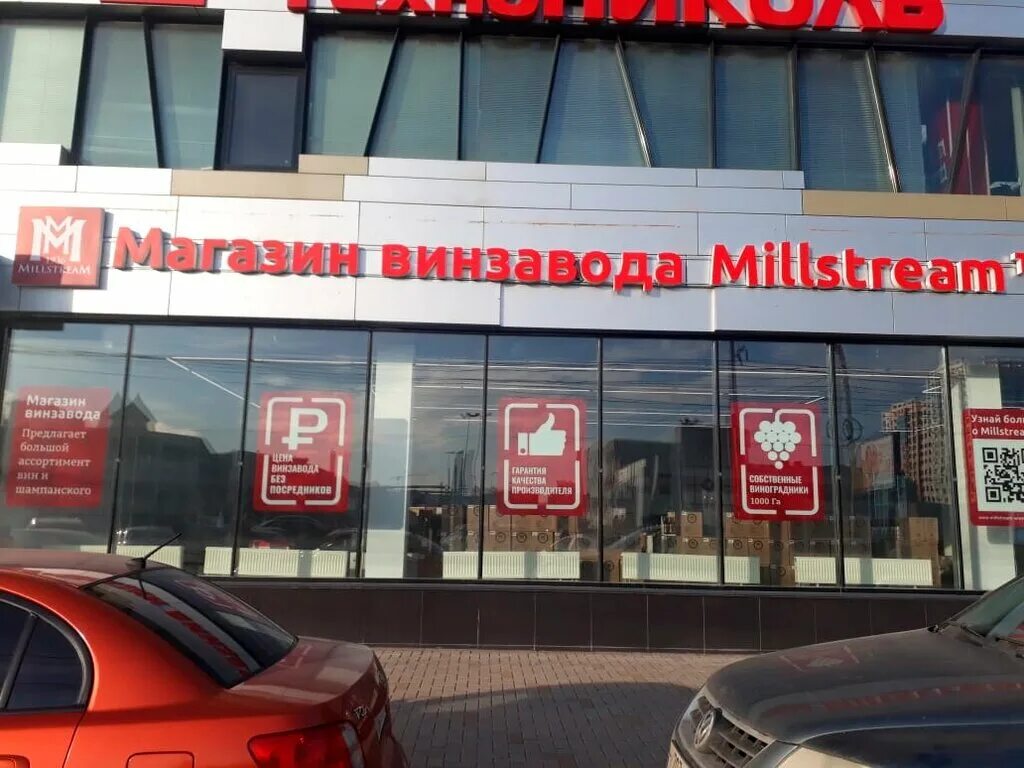 ТЕХНОНИКОЛЬ
MILLSTREAM
Магазин винзавода Millstream
Магазин
винзавода
Предлагает
большой
ассортимент
вин и
шампанского
ЦЕНА
ВИНЗАВОДА
БЕЗ
ПОСРЕДНИКОВ
ГАРАНТИЯ
КАЧЕСТВА
ПРОИЗВОДИТЕЛЯ
СОБСТВЕННЫЕ
ВИНОГРАДНИКИ
1000 Га
Узнай бол
о Millstrea